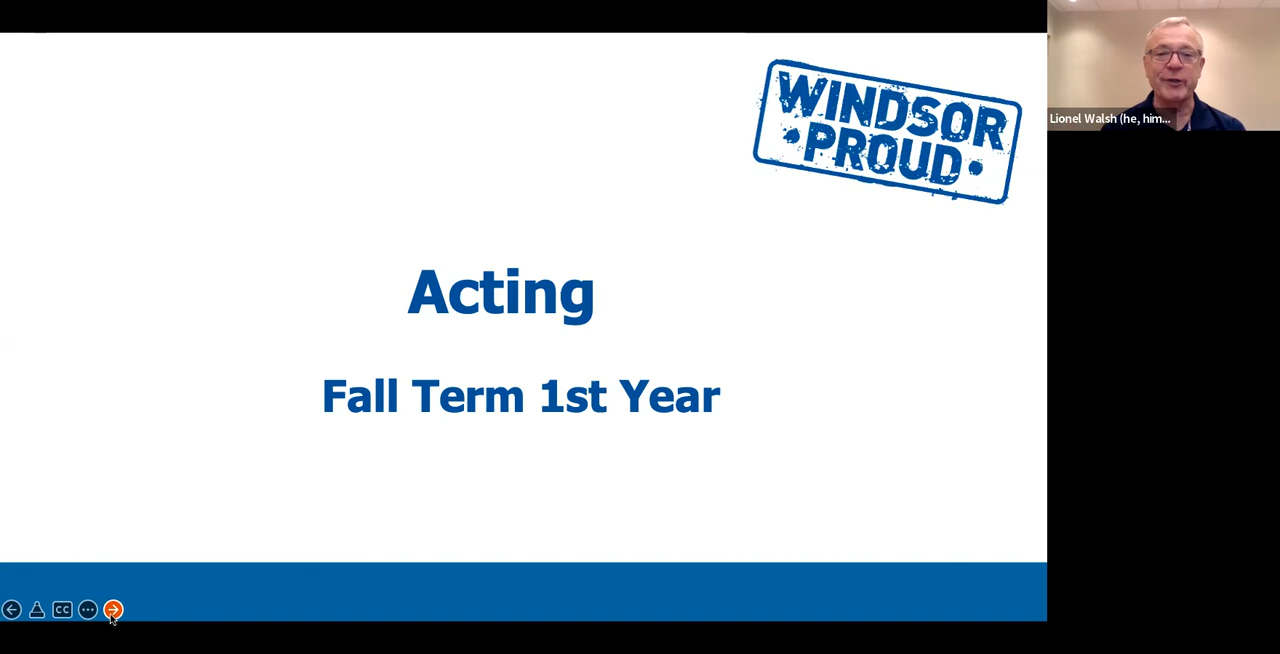 WINDSOR
•PROUD•
Lionel Walsh (he, him...
Acting
Fall Term 1st Year
CC